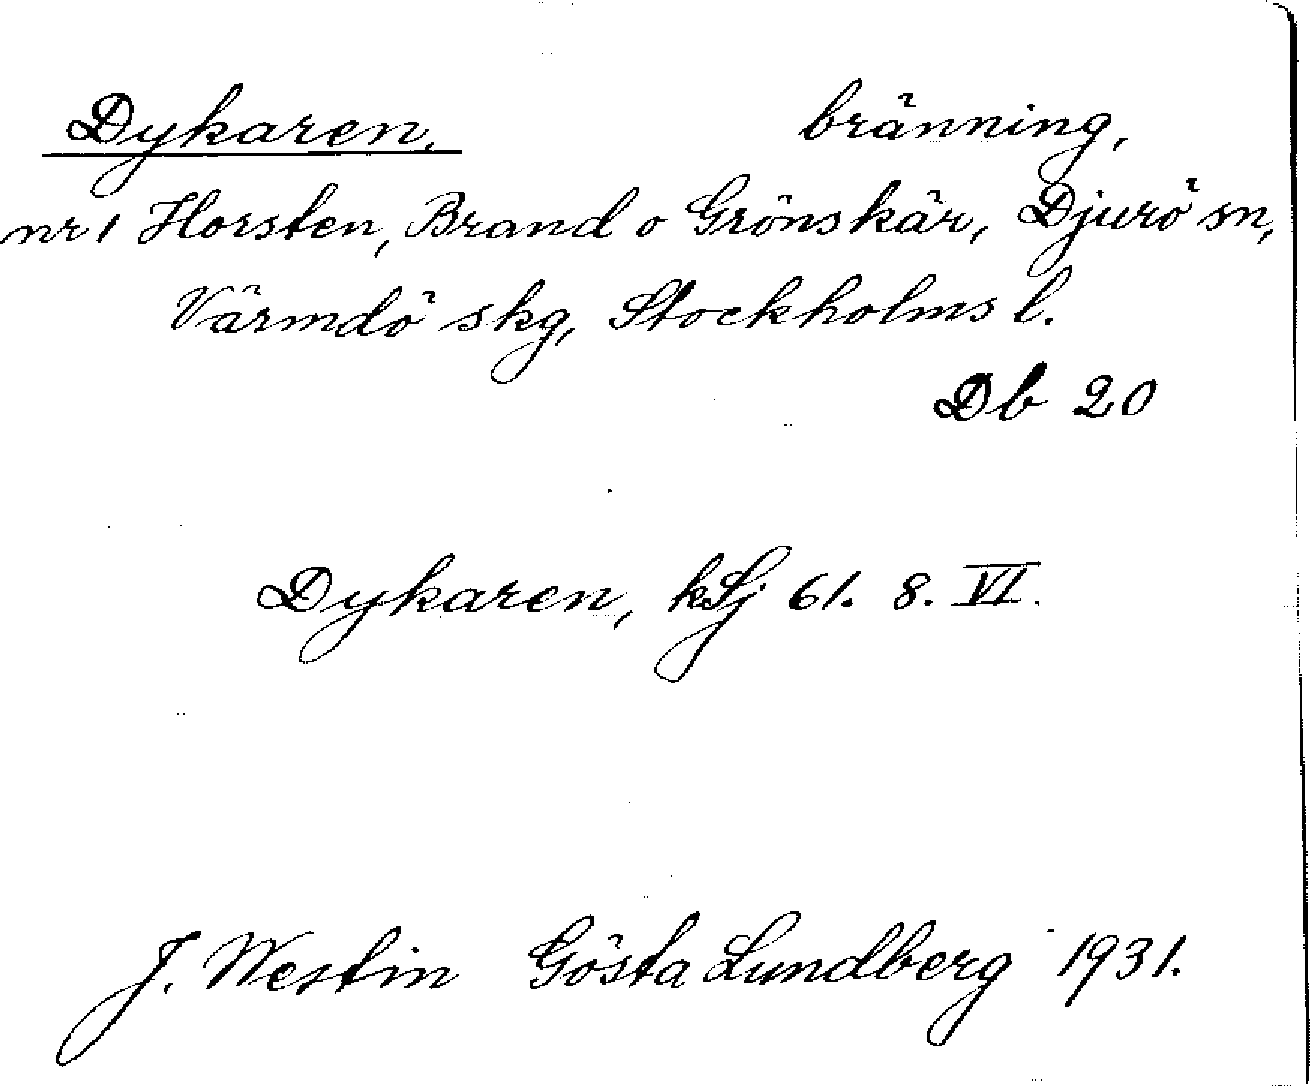 Dykaren, bränning,
nr 1 Horsten, Brand o Grönskär, Djurö sn,
Värmdö skg, Stockholms l.
Db 20
Dykaren, kSj 61. 8. VI.
J. Westin Gösta Lundberg 1931.